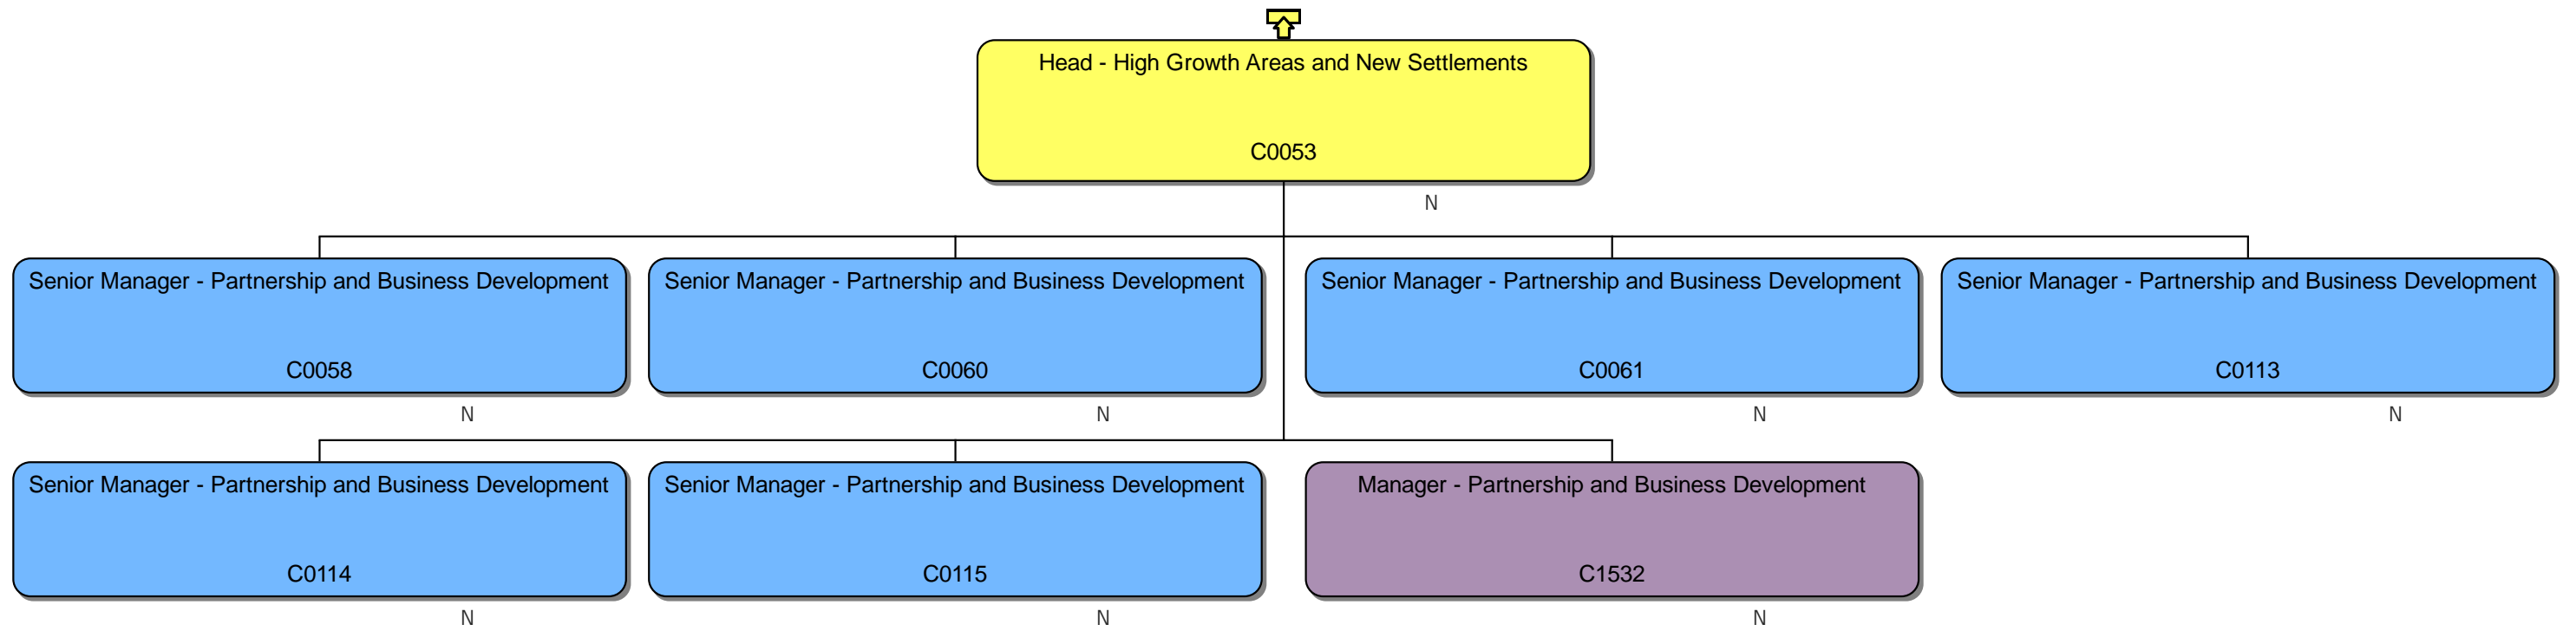 Head - High Growth Areas and New Settlements
C0053
N
Senior Manager - Partnership and Business Development
C0058
N
Senior Manager - Partnership and Business Development
C0060
N
Senior Manager - Partnership and Business Development
C0061
N
Senior Manager - Partnership and Business Development
C0113
N
Senior Manager - Partnership and Business Development
C0114
N
Senior Manager - Partnership and Business Development
C0115
N
Manager - Partnership and Business Development
C1532
N